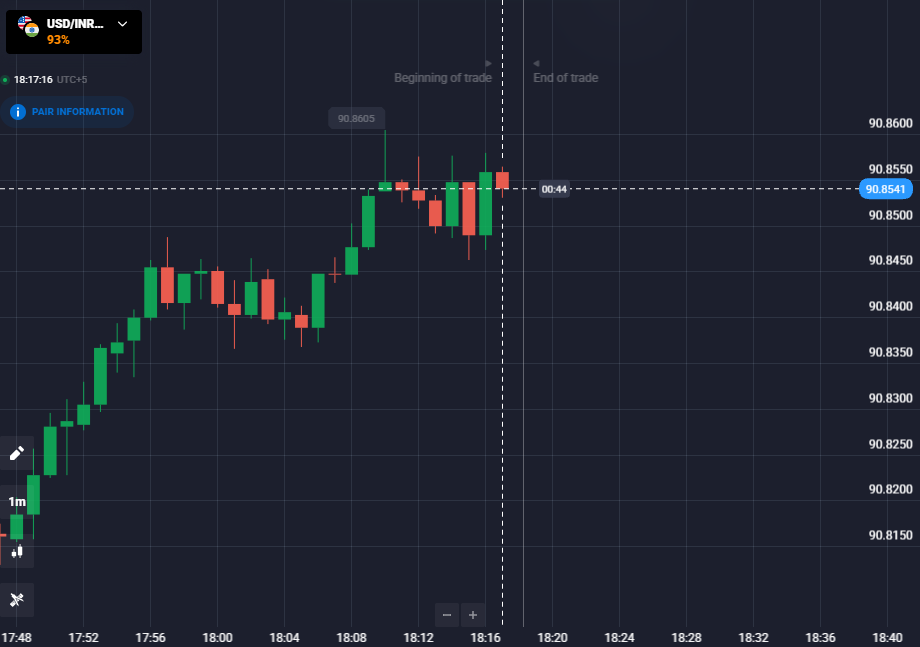 USD/INR...
93%
18:17:16 UTC+5
PAIR INFORMATION
Beginning of trade
End of trade
90.8605
00:44
90.8600
90.8550
90.8541
90.8500
90.8450
90.8400
90.8350
90.8300
90.8250
90.8200
90.8150
1m
17:48 17:52 17:56 18:00 18:04 18:08 18:12 18:16 18:20 18:24 18:28 18:32 18:36 18:40